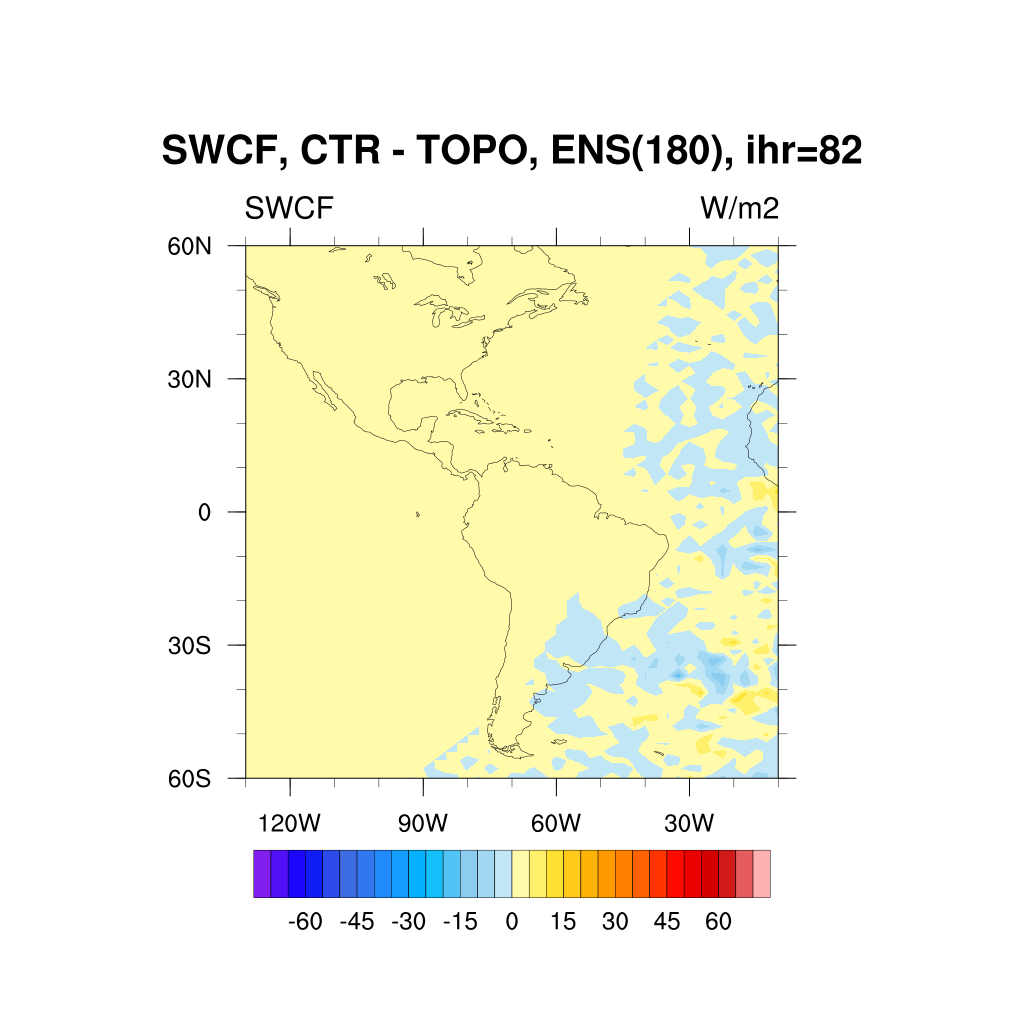 SWCF, CTR - TOPO, ENS(180), ihr=82
SWCF W/m2
60N
30N
0
30S
60S
120W 90W 60W 30W
-60 -45 -30 -15 0 15 30 45 60